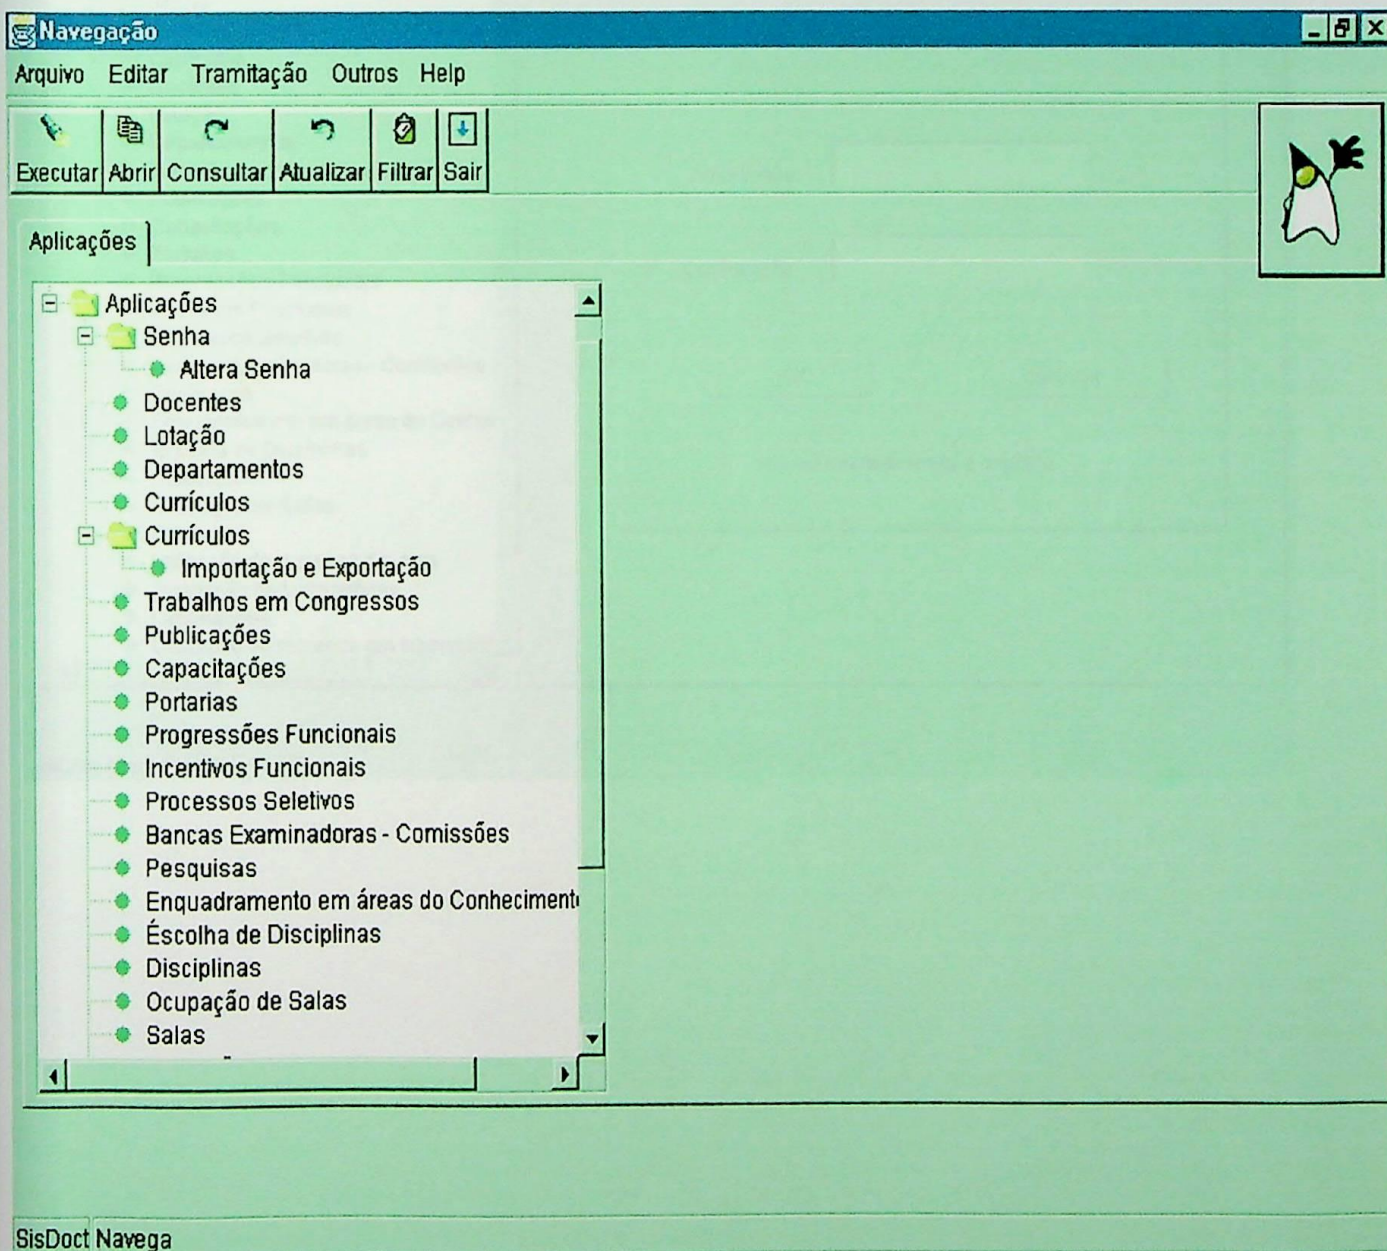 Navegação
Arquivo Editar Tramitação Outros Help
Executar Abrir Consultar Atualizar Filtrar Sair
Aplicações
Aplicações
Senha
Altera Senha
Docentes
Lotação
Departamentos
Currículos
Currículos
Importação e Exportação
Trabalhos em Congressos
Publicações
Capacitações
Portarias
Progressões Funcionais
Incentivos Funcionais
Processos Seletivos
Bancas Examinadoras - Comissões
Pesquisas
Enquadramento em áreas do Conheciment
Éscolha de Disciplinas
Disciplinas
Ocupação de Salas
Salas
SisDoct Navega